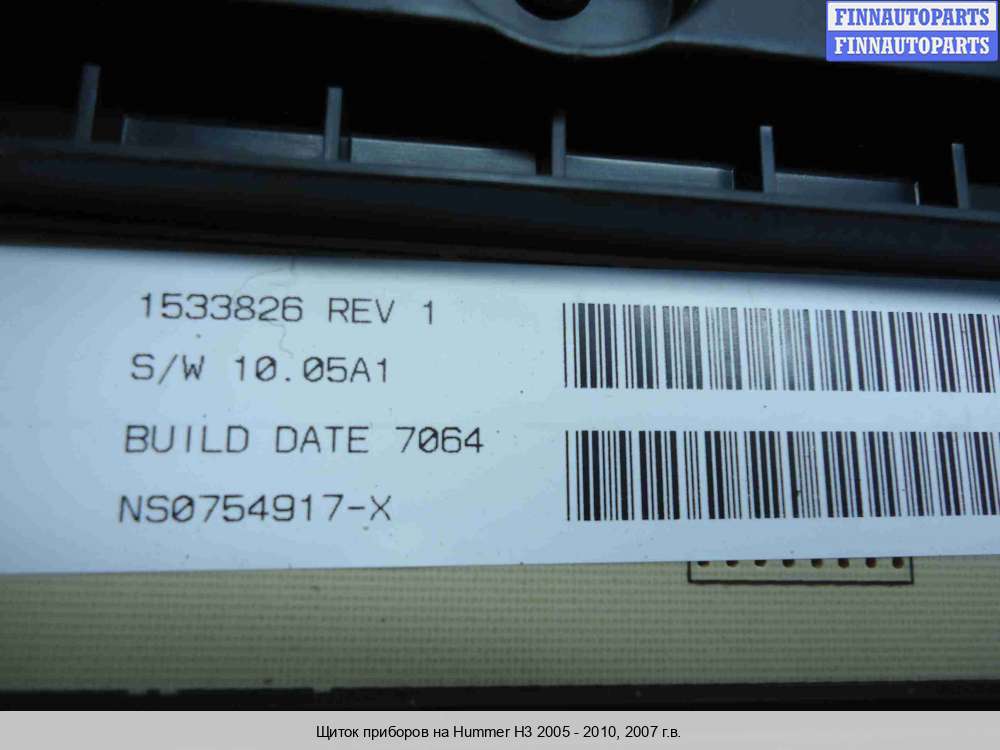 FINNAUTOPARTS
FINNAUTOPARTS
1533826 REV 1
S/W 10.05A1
BUILD DATE 7064
NS0754917-X
Щиток приборов на Hummer H3 2005 - 2010, 2007 г.в.